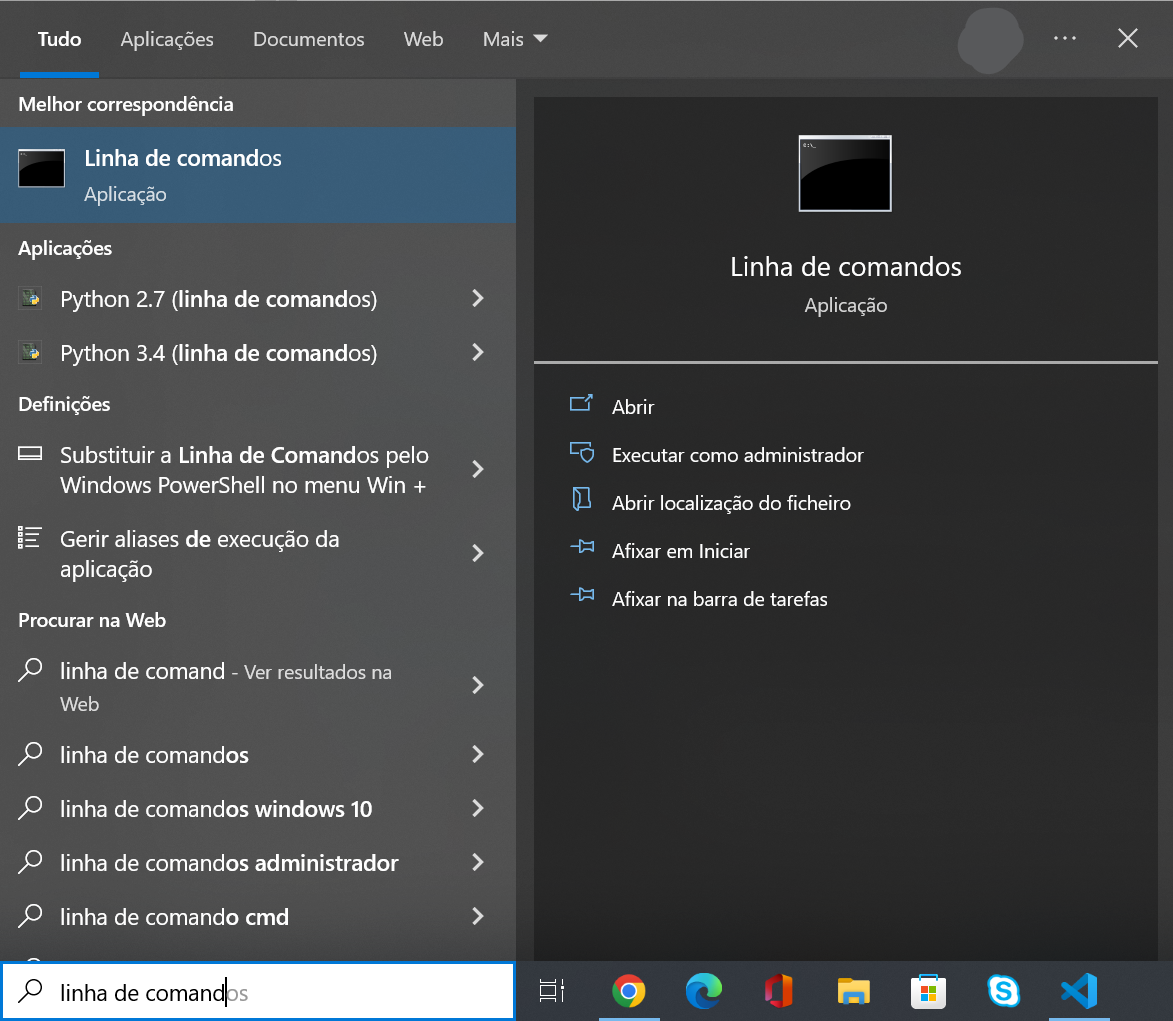 Tudo
Aplicações
Documentos
Web
Mais
Melhor correspondência
Linha de comandos
Aplicação
Aplicações
Python 2.7 (linha de comandos)
Python 3.4 (linha de comandos)
Definições
Substituir a Linha de Comandos pelo
Windows PowerShell no menu Win +
Gerir aliases de execução da
aplicação
Procurar na Web
linha de comand - Ver resultados na
Web
linha de comandos
linha de comandos windows 10
linha de comandos administrador
linha de comando cmd
linha de comandos
Linha de comandos
Aplicação
Abrir
Executar como administrador
Abrir localização do ficheiro
Afixar em Iniciar
Afixar na barra de tarefas